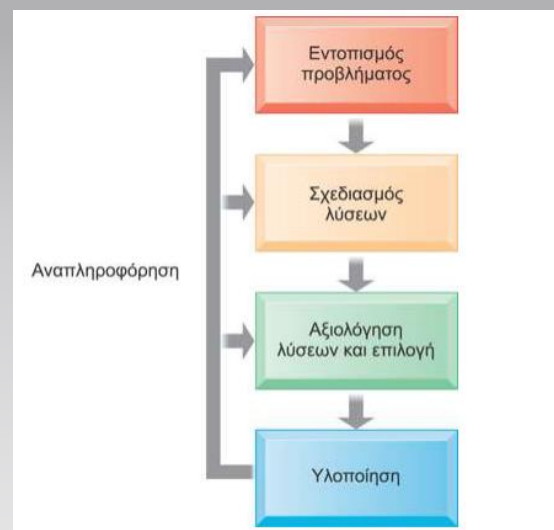 Εντοπισμός
προβλήματος
Σχεδιασμός
λύσεων
Αναπληροφόρηση
Αξιολόγηση
λύσεων και επιλογή
Υλοποίηση